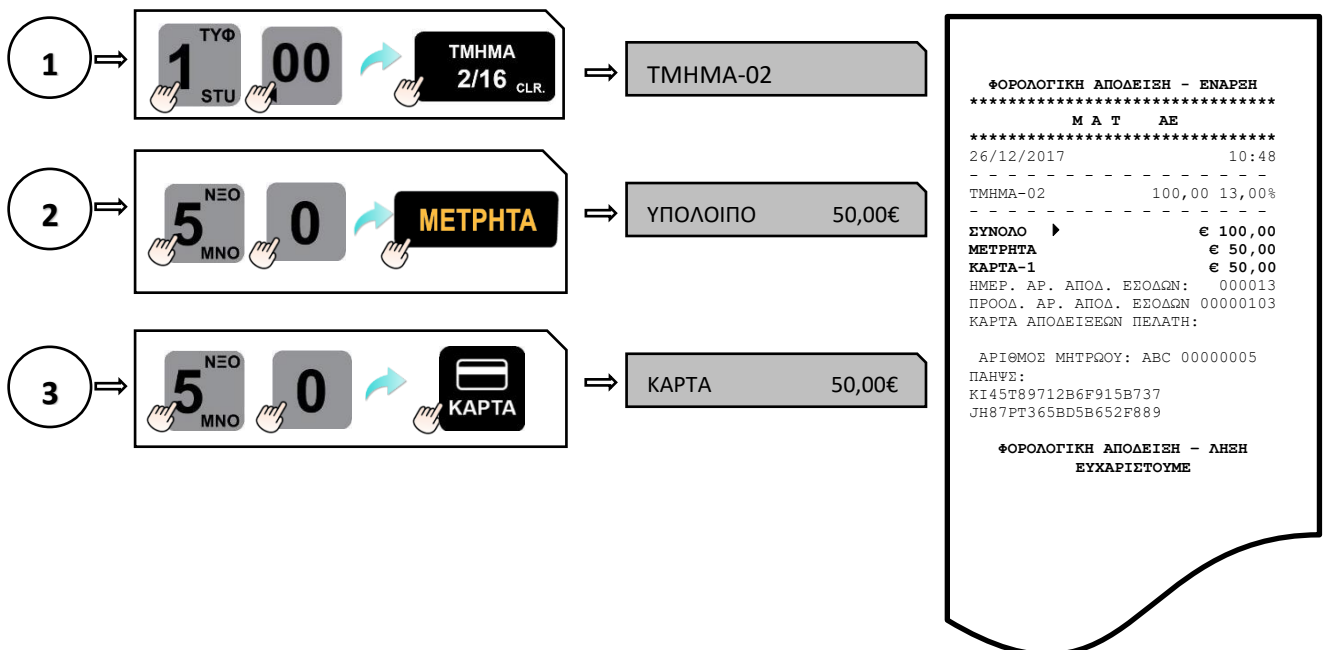 1
ΤΥΦ
1
STU
00
ΤΜΗΜΑ
2/16 CLR.
ΤΜΗΜΑ-02
2
ΝΞΟ
5
MNO
0
ΜΕΤΡΗΤΑ
ΥΠΟΛΟΙΠΟ 50,00€
3
ΝΞΟ
5
MNO
0
ΚΑΡΤΑ
ΚΑΡΤΑ 50,00€
ΦΟΡΟΛΟΓΙΚΗ ΑΠΟΔΕΙΞΗ - ΕΝΑΡΞΗ
********************************
Μ Α Τ ΑΕ
********************************
26/12/2017 10:48
- - - - - - - - - - - - - - - -
ΤΜΗΜΑ-02 100,00 13,00%
- - - - - - - - - - - - - - - -
ΣΥΝΟΛΟ € 100,00
ΜΕΤΡΗΤΑ € 50,00
ΚΑΡΤΑ-1 € 50,00
ΗΜΕΡ. ΑΡ. ΑΠΟΔ. ΕΣΟΔΩΝ: 000013
ΠΡΟΟΔ. ΑΡ. ΑΠΟΔ. ΕΣΟΔΩΝ 00000103
ΚΑΡΤΑ ΑΠΟΔΕΙΞΕΩΝ ΠΕΛΑΤΗ:
ΑΡΙΘΜΟΣ ΜΗΤΡΩΟΥ: ABC 00000005
ΠΑΗΨΣ:
KI45T89712B6F915B737
JH87PT365BD5B652F889
ΦΟΡΟΛΟΓΙΚΗ ΑΠΟΔΕΙΞΗ – ΛΗΞΗ
ΕΥΧΑΡΙΣΤΟΥΜΕ